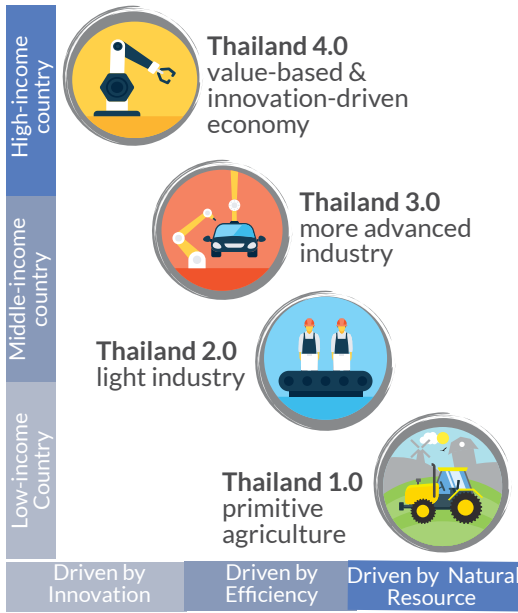 High-income
country
Thailand 4.0
value-based &
innovation-driven
economy
Thailand 3.0
more advanced
industry
Middle-income
country
Thailand 2.0
light industry
Low-income
Country
Thailand 1.0
primitive
agriculture
Driven by
Innovation
Driven by
Efficiency
Driven by Natural
Resource